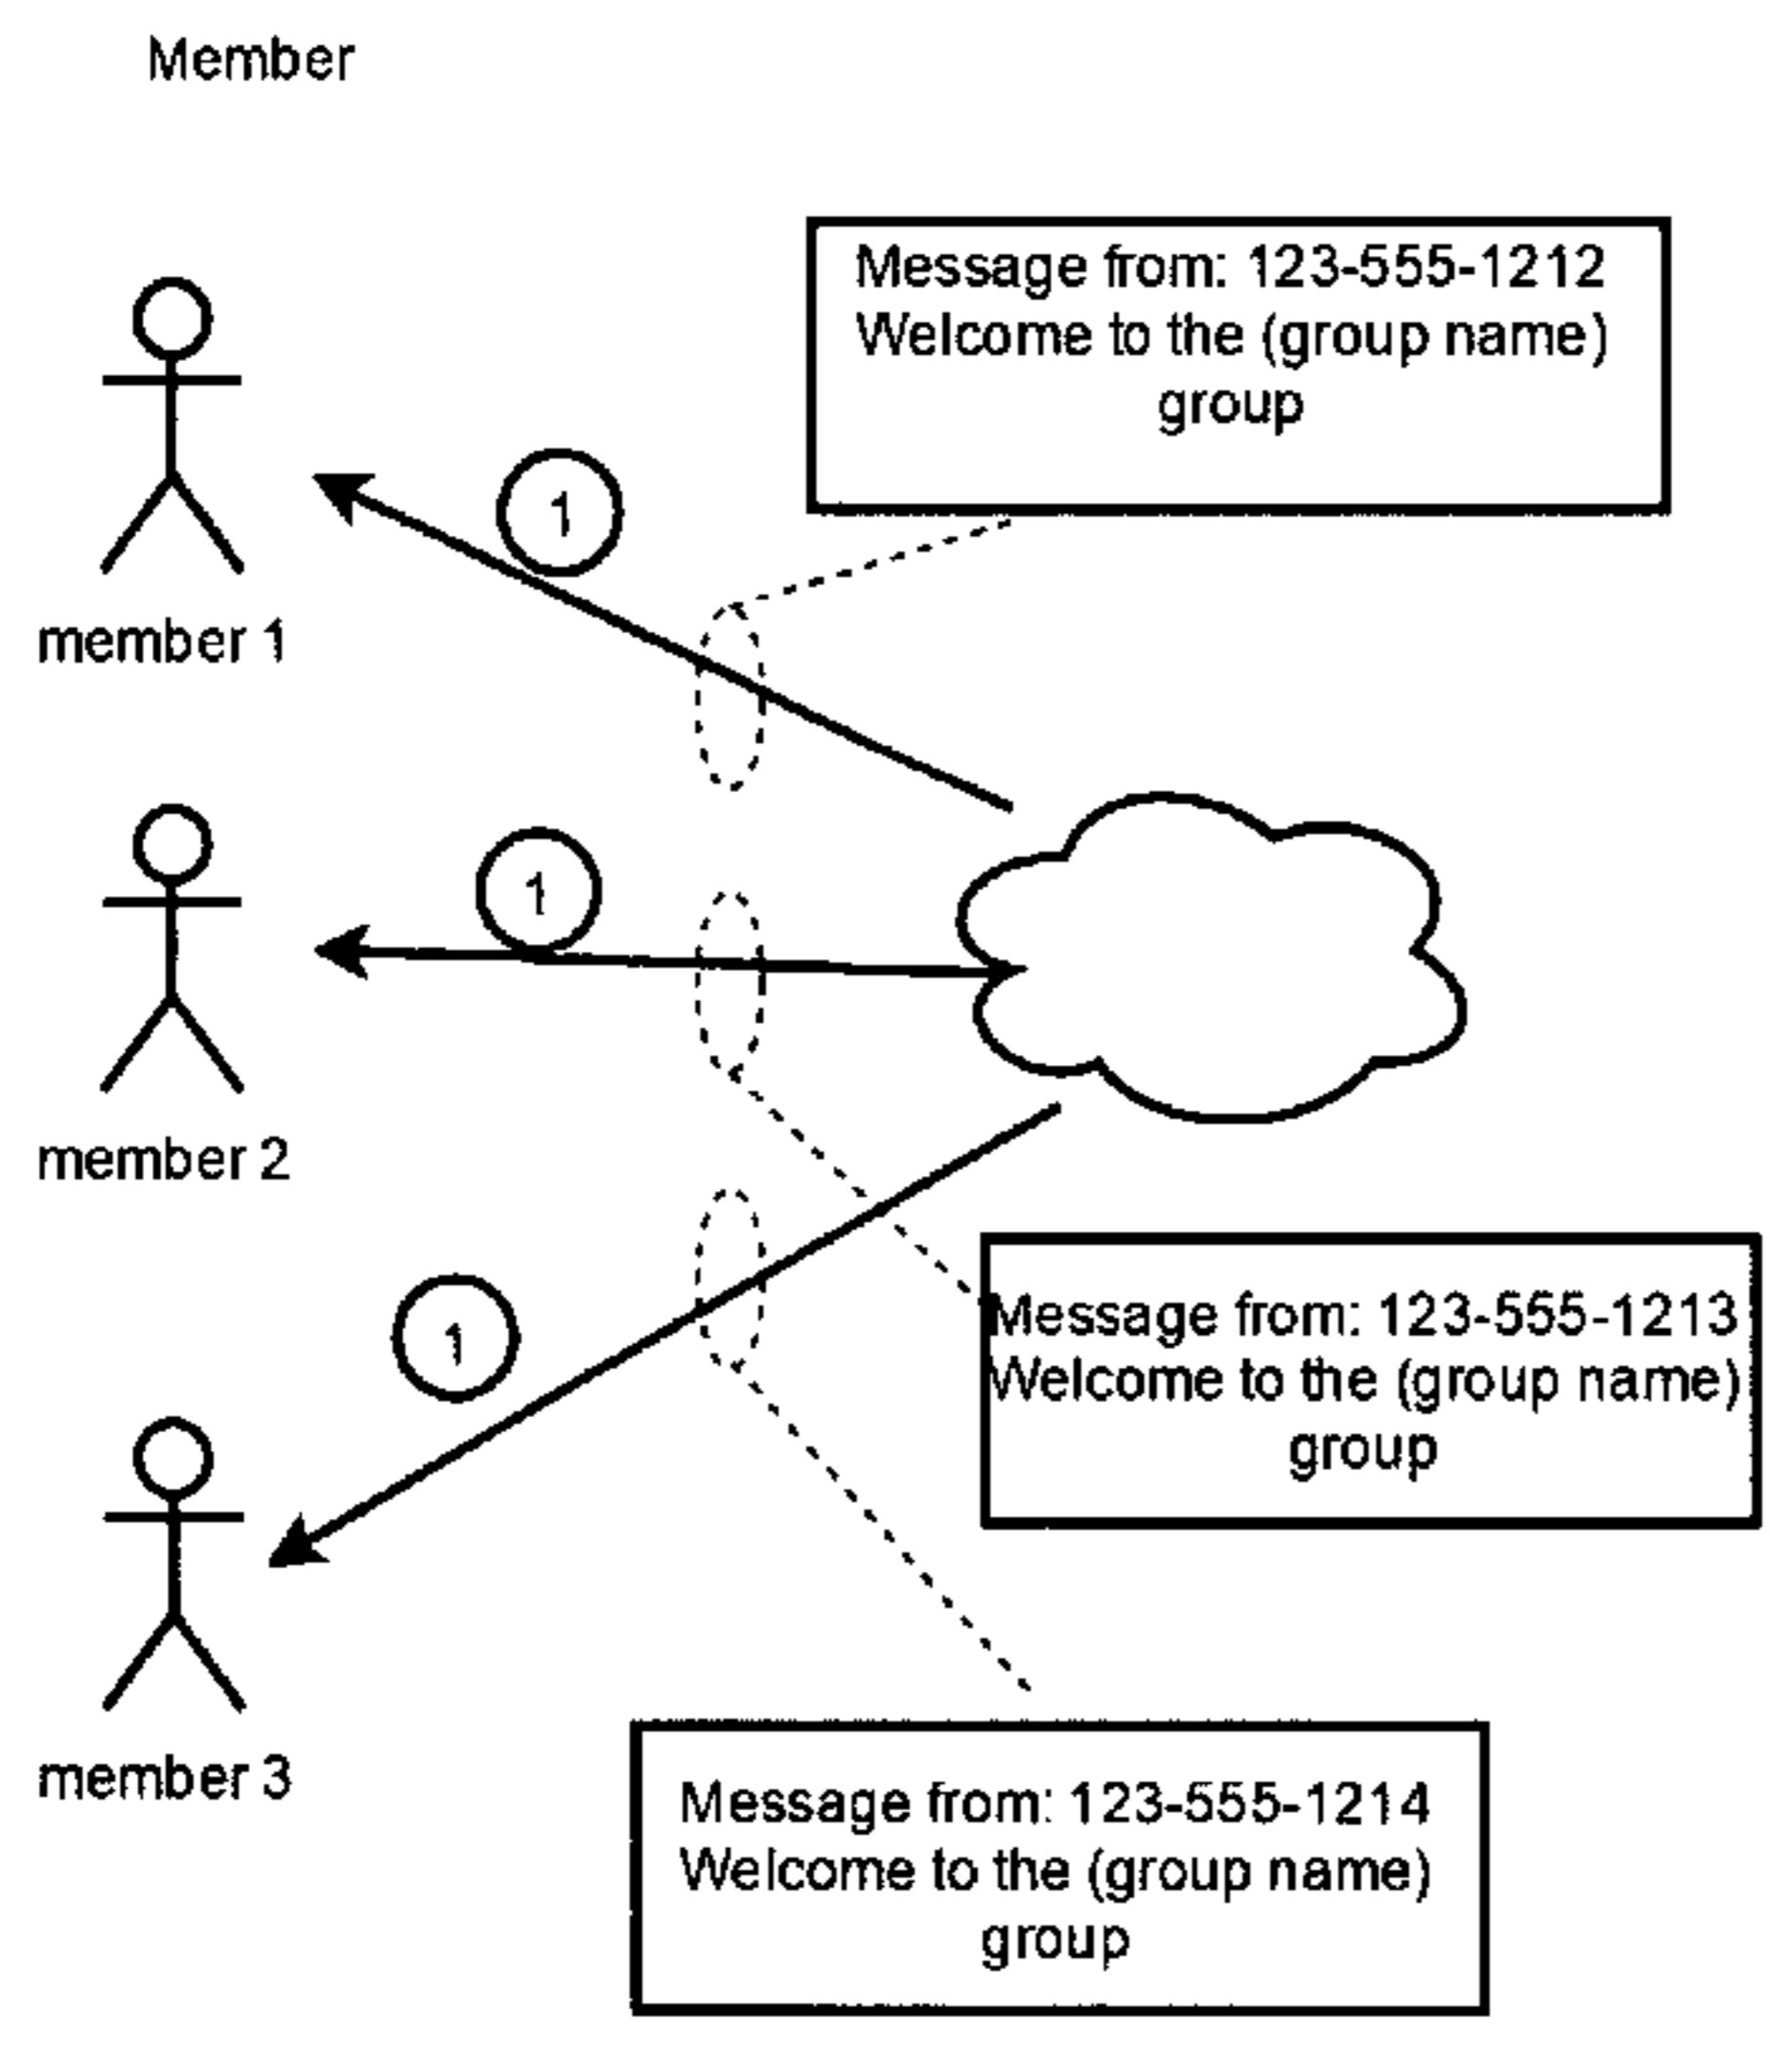 Member
Message from: 123-555-1212
Welcome to the (group name)
group
1
member 1
1
member 2
Message from: 123-555-1213
Welcome to the (group name)
group
1
member 3
Message from: 123-555-1214
Welcome to the (group name)
group